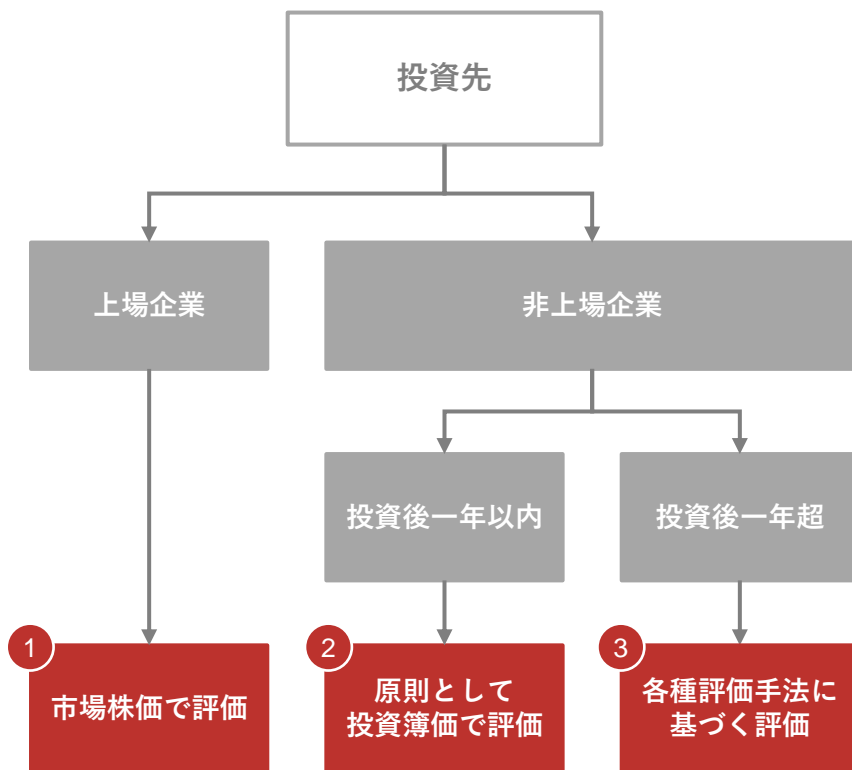 投資先
上場企業
非上場企業
投資後一年以内
投資後一年超
1
市場株価で評価
2
原則として
投資簿価で評価
3
各種評価手法に
基づく評価